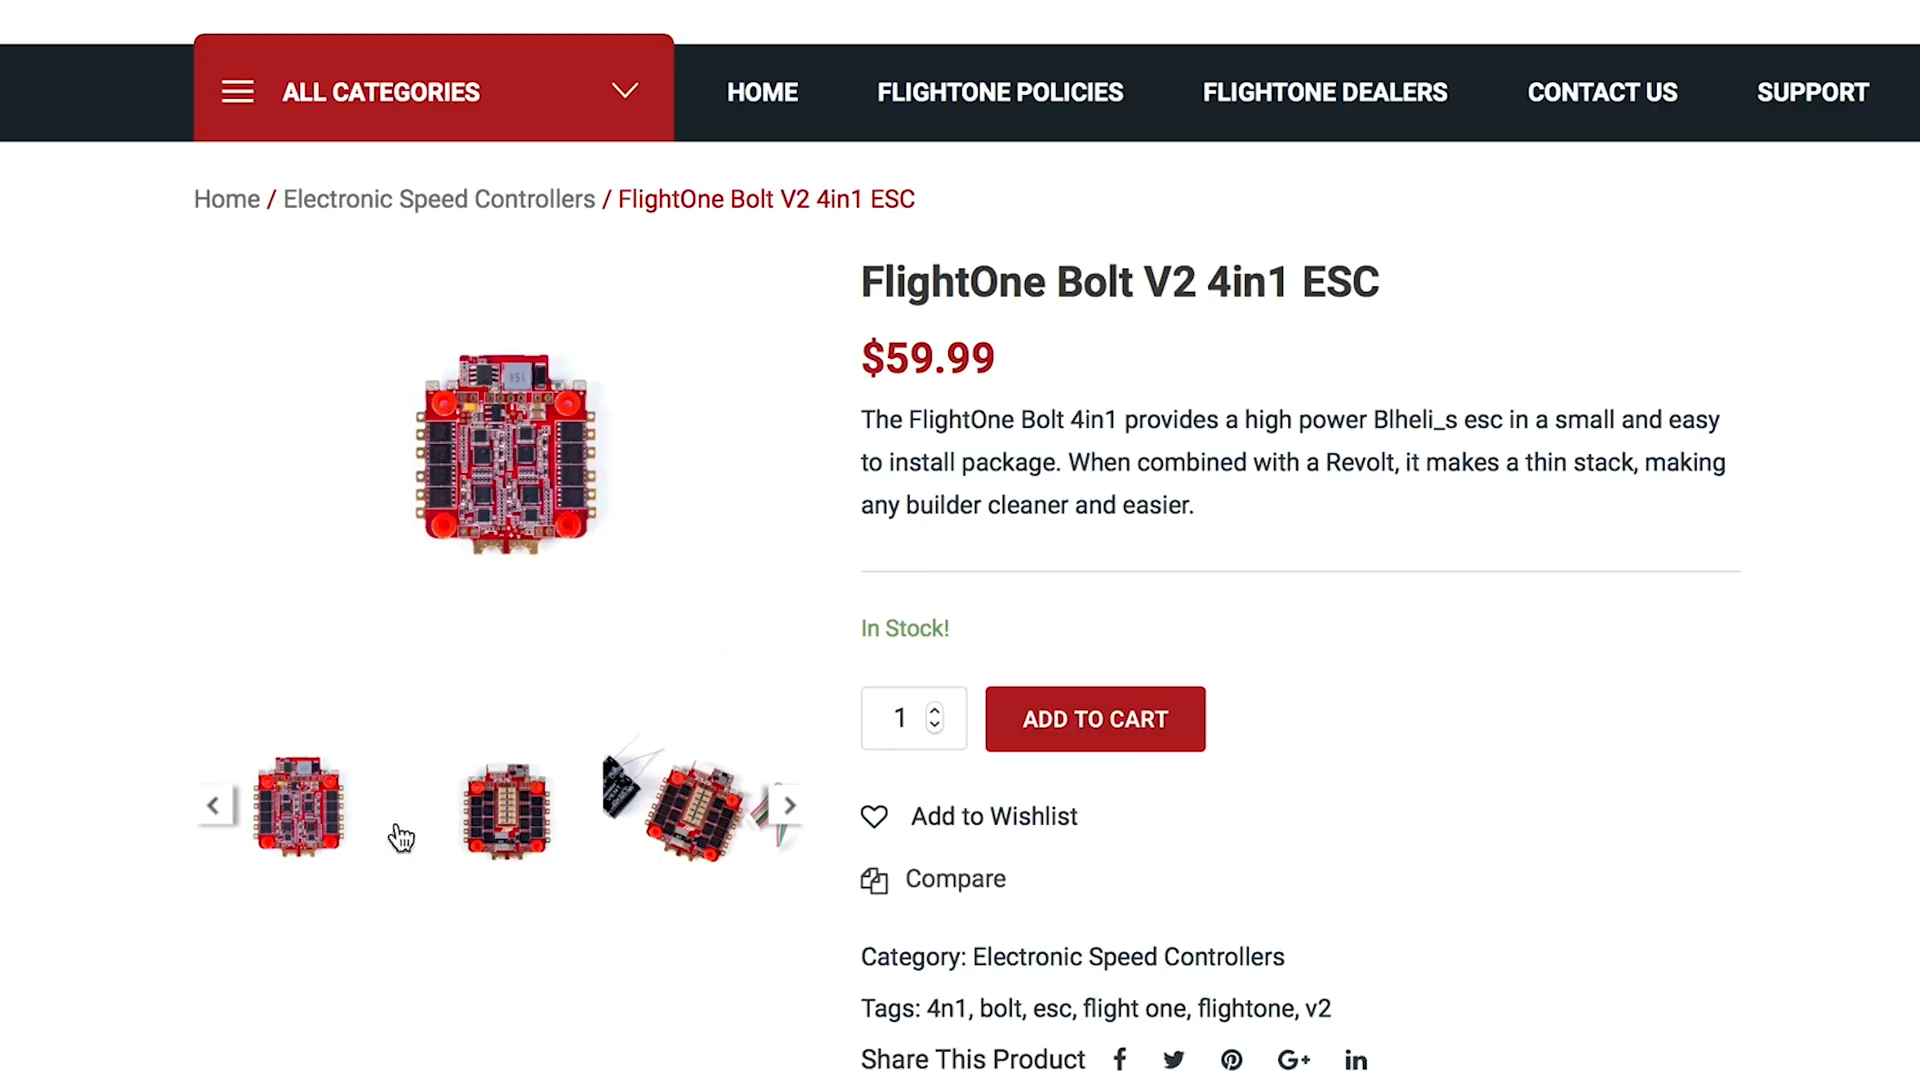 ALL CATEGORIES
HOME
FLIGHTONE POLICIES
FLIGHTONE DEALERS
CONTACT US
SUPPORT
Home / Electronic Speed Controllers / FlightOne Bolt V2 4in1 ESC
FlightOne Bolt V2 4in1 ESC
$59.99
The FlightOne Bolt 4in1 provides a high power Blheli_s esc in a small and easy
to install package. When combined with a Revolt, it makes a thin stack, making
any builder cleaner and easier.
In Stock!
1
ADD TO CART
Add to Wishlist
Compare
Category: Electronic Speed Controllers
Tags: 4n1, bolt, esc, flight one, flightone, v2
Share This Product